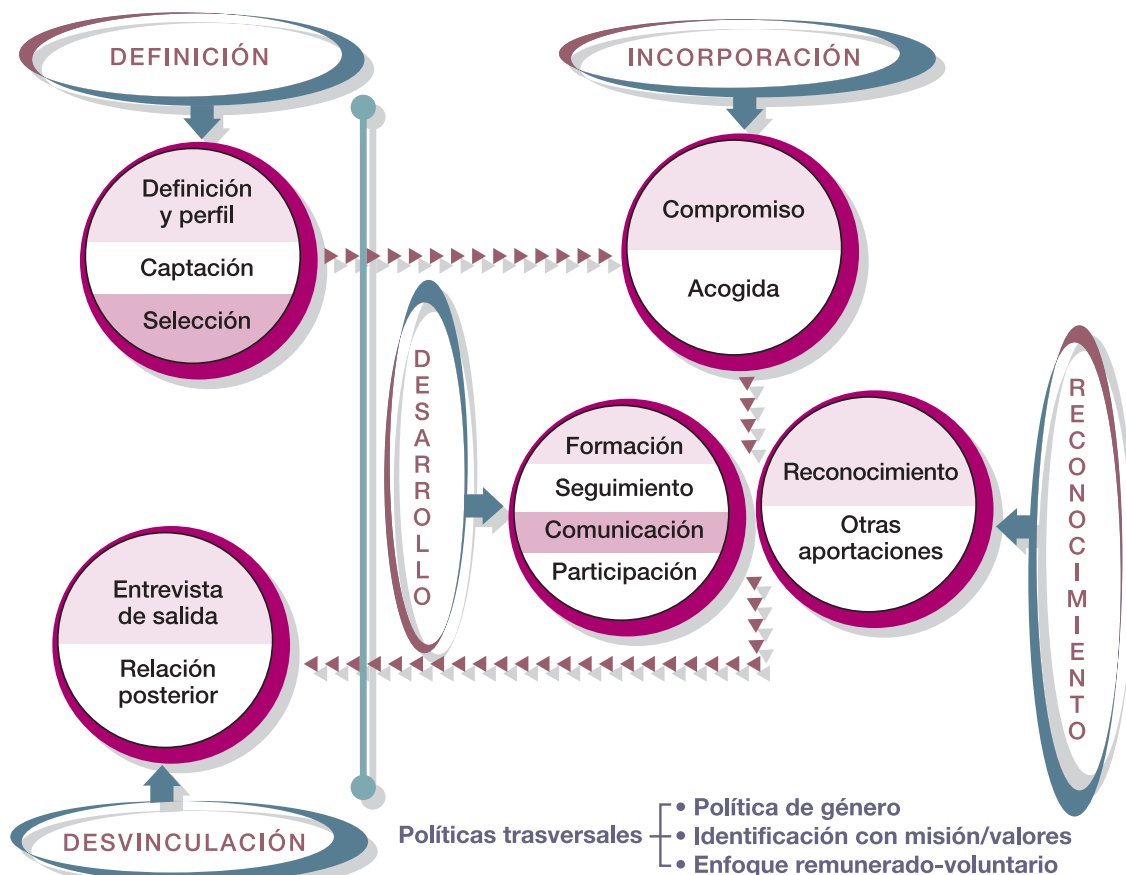 DEFINICIÓN
Definición
y perfil
Captación
Selección
INCORPORACIÓN
Compromiso
Acogida
DESARROLLO
Formación
Seguimiento
Comunicación
Participación
RECONOCIMIENTO
Reconocimiento
Otras
aportaciones
Entrevista
de salida
Relación
posterior
DESVINCULACIÓN
Políticas trasversales
• Política de género
• Identificación con misión/valores
• Enfoque remunerado-voluntario